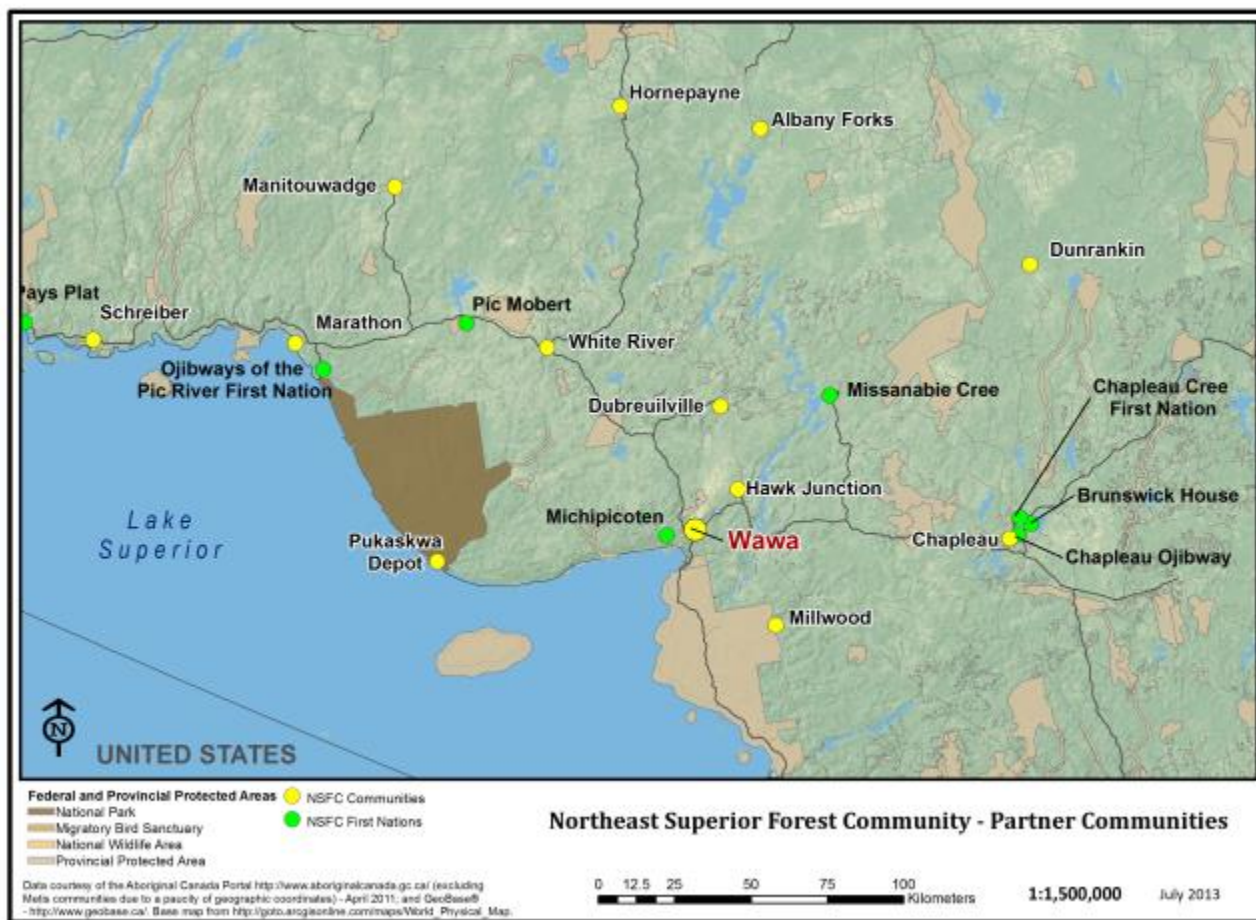 Hornepayne
Albany Forks
Manitouwadge
Dunrankin
Pays Plat
Schreiber
Marathon
Pic Mobert
White River
Ojibways of the
Pic River First Nation
Dubreuilville
Missanabie Cree
Chapleau Cree
First Nation
Hawk Junction
Brunswick House
Lake
Superior
Michipicoten
Wawa
Chapleau
Chapleau Ojibway
Pukaskwa
Depot
Millwood
N
UNITED STATES
Federal and Provincial Protected Areas
National Park
Migratory Bird Sanctuary
National Wildlife Area
Provincial Protected Area
NSFC Communities
NSFC First Nations
Northeast Superior Forest Community - Partner Communities
Data courtesy of the Aboriginal Canada Portal http://www.aboriginalcanada.gc.ca/ (excluding
Metis communities due to a paucity of geographic coordinates) - April 2011; and GeoBase®
- http://www.geobase.ca/. Base map from http://goto.arcgisonline.com/maps/World_Physical_Map.
0 12.5 25 50 75 100
Kilometers
1:1,500,000
July 2013